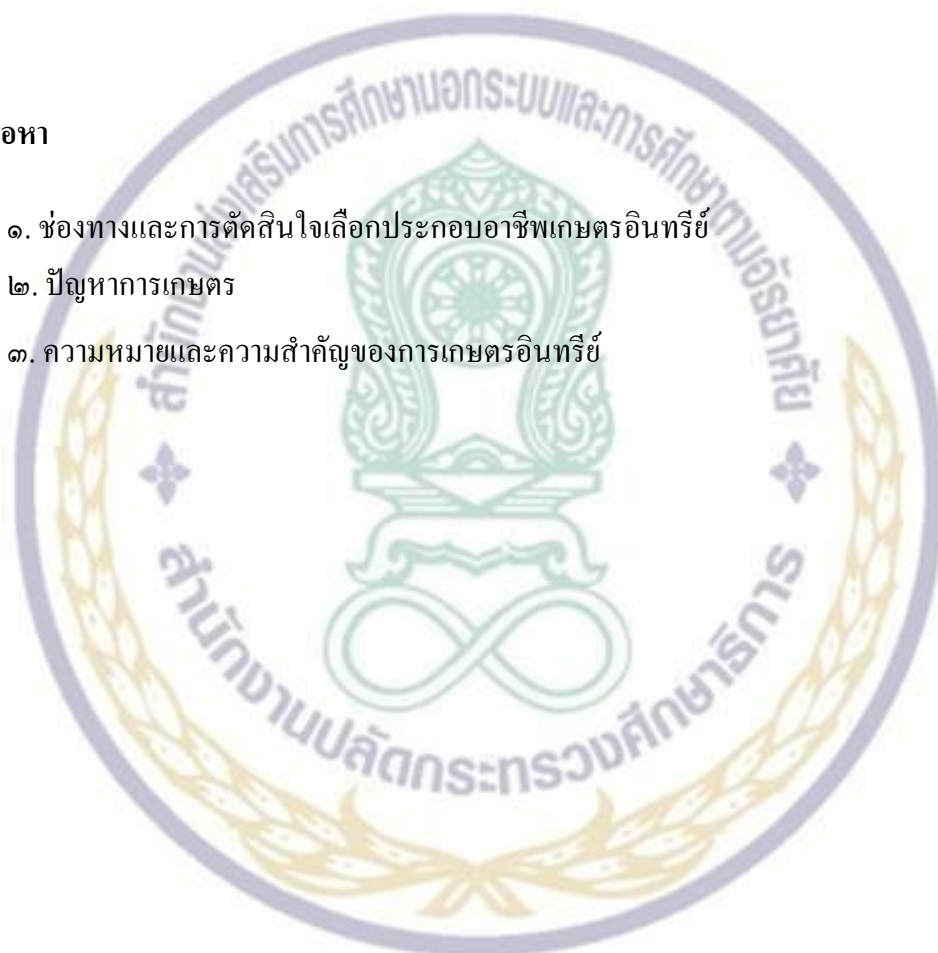 อหา
๑. ช่องทางและการตัดสินใจเลือกประกอบอาชีพเกษตรอินทรีย์
๒. ปัญหาการเกษตร
๓. ความหมายและความสำคัญของการเกษตรอินทรีย์
สำนักงานส่งเสริมการศึกษานอกระบบและการศึกษาตามอัธยาศัย
สำนักงานปลัดกระทรวงศึกษาธิการ